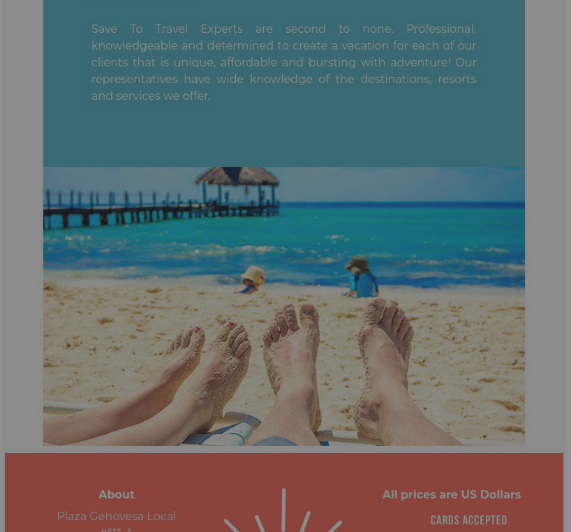 Save To Travel Experts are second to none. Professional,
knowledgeable and determined to create a vacation for each of our
clients that is unique, affordable and bursting with adventure! Our
representatives have wide knowledge of the destinations, resorts
and services we offer.
About
Plaza Genovesa Local
All prices are US Dollars
CARDS ACCEPTED